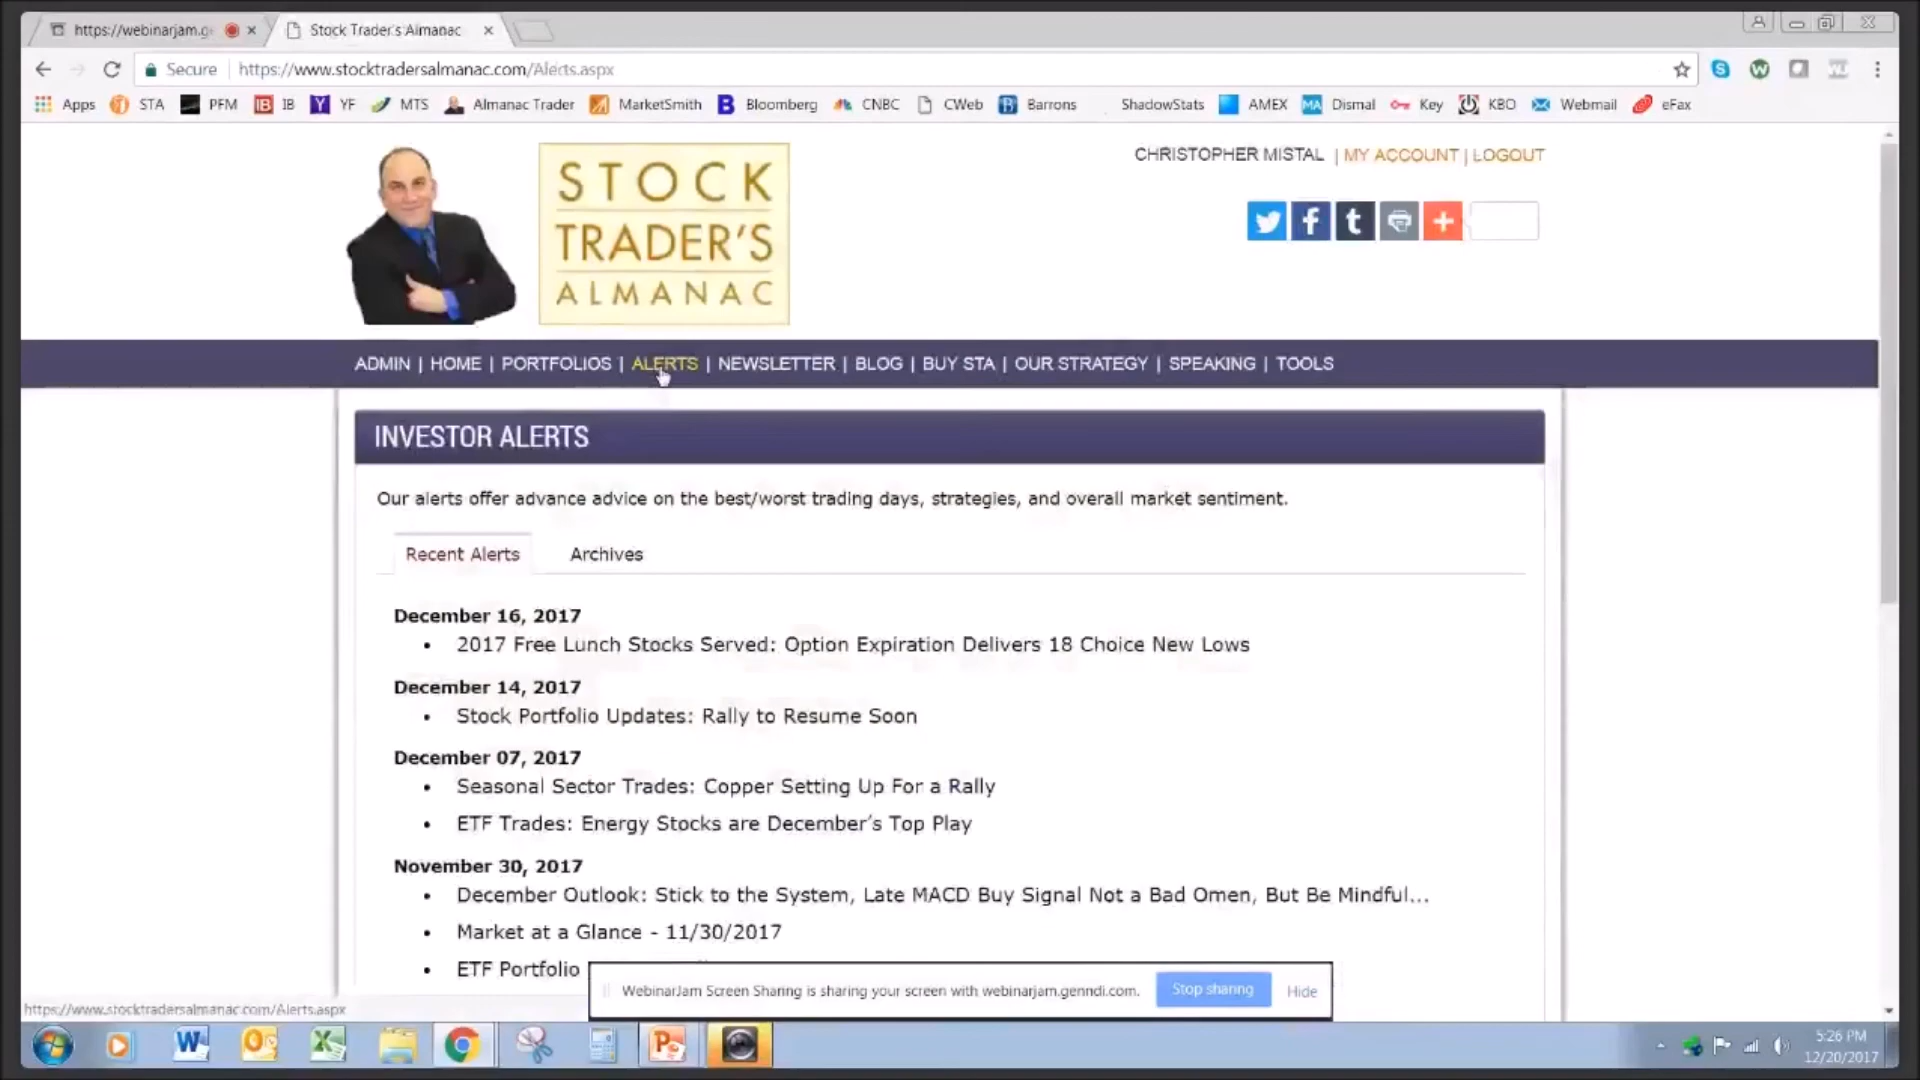 https://webinarjam.g
Stock Trader's Almanac
Secure
https://www.stocktradersalmanac.com/Alerts.aspx
Apps STA PFM IB YF MTS Almanac Trader MarketSmith Bloomberg CNBC CWeb Barrons ShadowStats AMEX Dismal Key KBO Webmail eFax
STOCK
TRADER'S
ALMANAC
CHRISTOPHER MISTAL | MY ACCOUNT | LOGOUT
ADMIN | HOME | PORTFOLIOS | ALERTS | NEWSLETTER | BLOG | BUY STA | OUR STRATEGY | SPEAKING | TOOLS
INVESTOR ALERTS
Our alerts offer advance advice on the best/worst trading days, strategies, and overall market sentiment.
Recent Alerts Archives
December 16, 2017
• 2017 Free Lunch Stocks Served: Option Expiration Delivers 18 Choice New Lows
December 14, 2017
• Stock Portfolio Updates: Rally to Resume Soon
December 07, 2017
• Seasonal Sector Trades: Copper Setting Up For a Rally
• ETF Trades: Energy Stocks are December's Top Play
November 30, 2017
• December Outlook: Stick to the System, Late MACD Buy Signal Not a Bad Omen, But Be Mindful...
• Market at a Glance - 11/30/2017
• ETF Portfolio
WebinarJam Screen Sharing is sharing your screen with webinarjam.genndi.com. Stop sharing Hide
https://www.stocktradersalmanac.com/Alerts.aspx
5:26 PM
12/20/2017